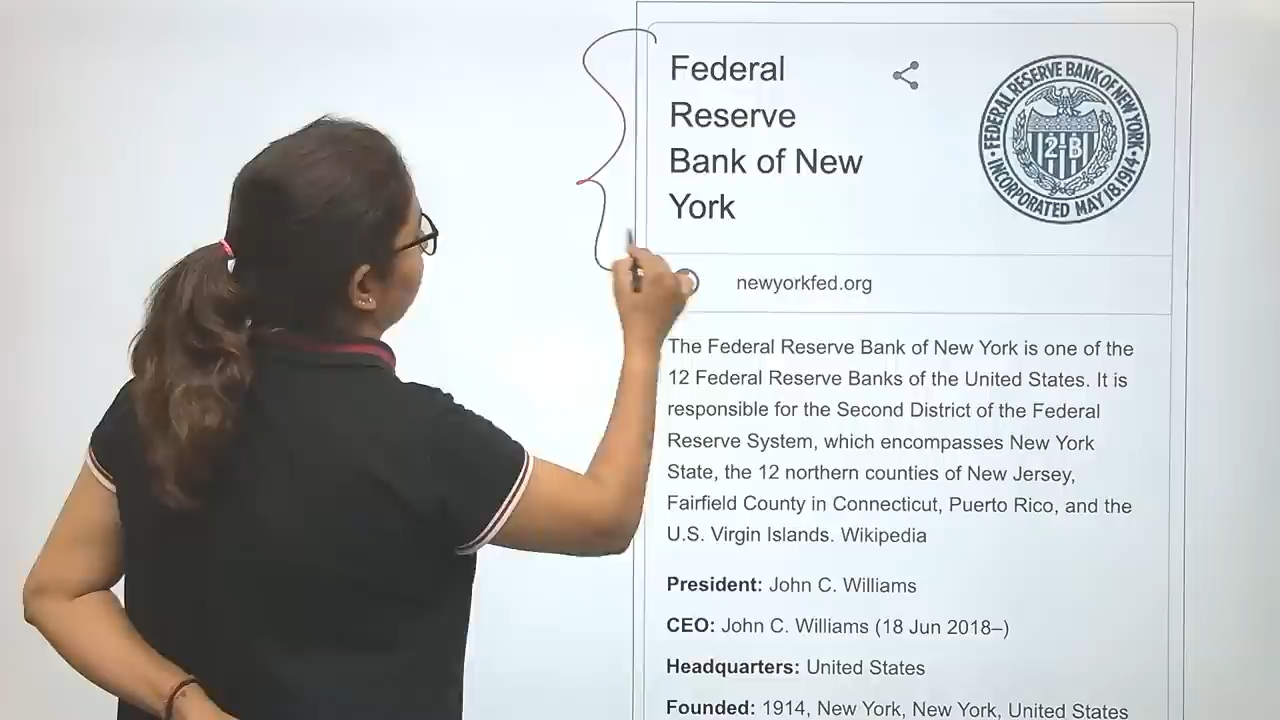 Federal
Reserve
Bank of New
York
FEDERAL RESERVE BANK OF NEW YORK
2-B
INCORPORATED MAY 18, 1914
newyorkfed.org
The Federal Reserve Bank of New York is one of the
12 Federal Reserve Banks of the United States. It is
responsible for the Second District of the Federal
Reserve System, which encompasses New York
State, the 12 northern counties of New Jersey,
Fairfield County in Connecticut, Puerto Rico, and the
U.S. Virgin Islands. Wikipedia
President: John C. Williams
CEO: John C. Williams (18 Jun 2018–)
Headquarters: United States
Founded: 1914, New York, New York, United States